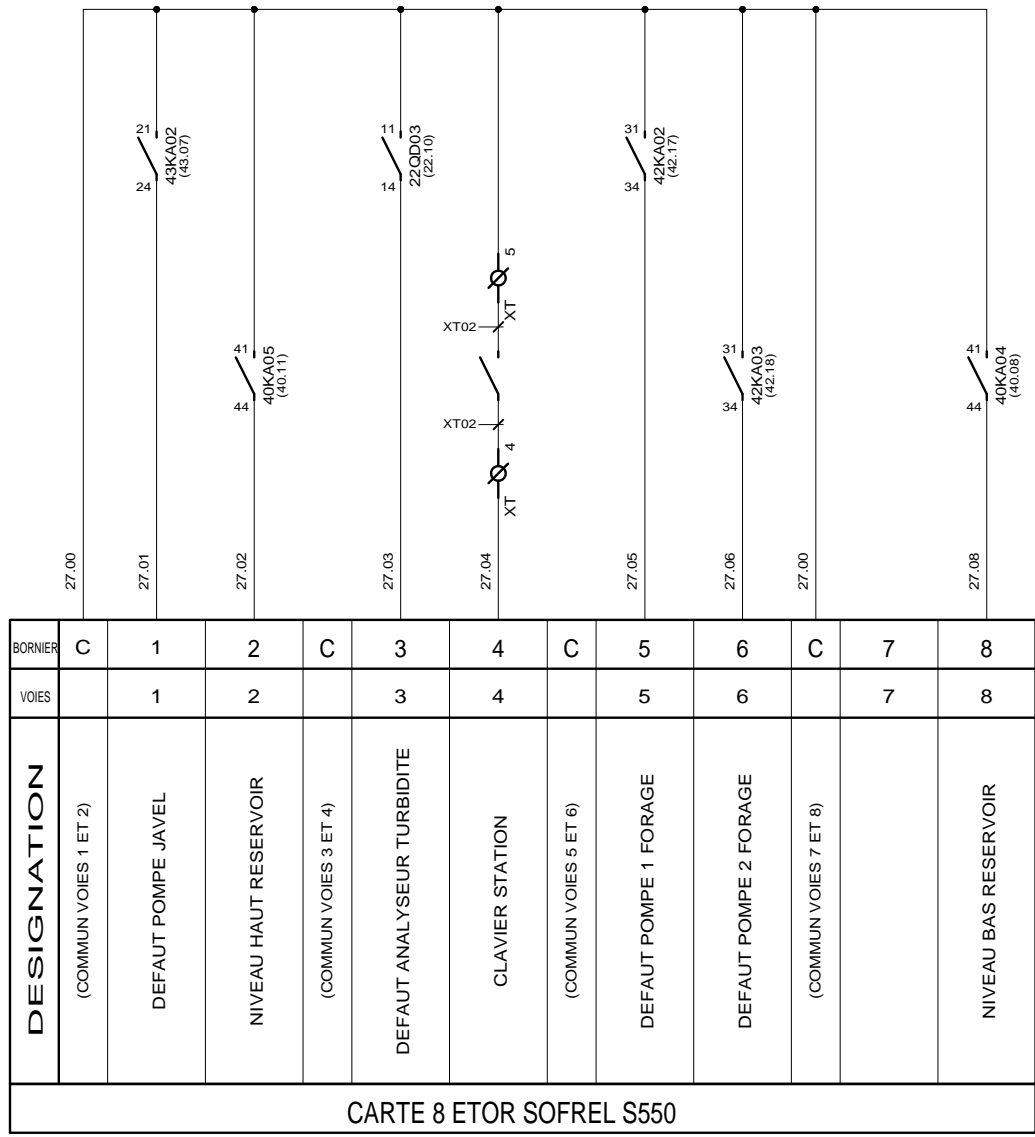 21
43KA02
(43.07)
24
11
22QD03
(22.10)
14
31
42KA02
(42.17)
34
5
XT
XT02
41
40KA05
(40.11)
44
XT02
4
XT
31
42KA03
(42.18)
34
41
40KA04
(40.08)
44
27.00
27.01
27.02
27.03
27.04
27.05
27.06
27.00
27.08
BORNIER C 1 2 C 3 4 C 5 6 C 7 8
VOIES 1 2 3 4 5 6 7 8
DESIGNATION
(COMMUN VOIES 1 ET 2)
DEFAUT POMPE JAVEL
NIVEAU HAUT RESERVOIR
(COMMUN VOIES 3 ET 4)
DEFAUT ANALYSEUR TURBIDITE
CLAVIER STATION
(COMMUN VOIES 5 ET 6)
DEFAUT POMPE 1 FORAGE
DEFAUT POMPE 2 FORAGE
(COMMUN VOIES 7 ET 8)
NIVEAU BAS RESERVOIR
CARTE 8 ETOR SOFREL S550